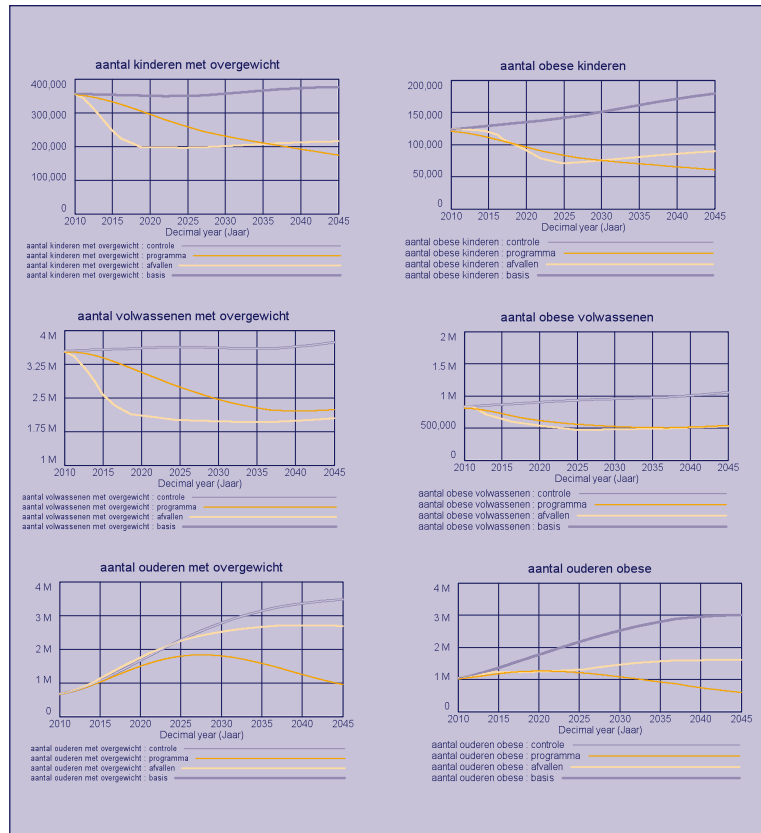 aantal kinderen met overgewicht
400,000
300,000
200,000
100,000
0
2010 2015 2020 2025 2030 2035 2040 2045
Decimal year (Jaar)
aantal kinderen met overgewicht : controle
aantal kinderen met overgewicht : programma
aantal kinderen met overgewicht : afvallen
aantal kinderen met overgewicht : basis
aantal obese kinderen
200,000
150,000
100,000
50,000
0
2010 2015 2020 2025 2030 2035 2040 2045
Decimal year (Jaar)
aantal obese kinderen : controle
aantal obese kinderen : programma
aantal obese kinderen : afvallen
aantal obese kinderen : basis
aantal volwassenen met overgewicht
4 M
3.25 M
2.5 M
1.75 M
1 M
2010 2015 2020 2025 2030 2035 2040 2045
Decimal year (Jaar)
aantal volwassenen met overgewicht : controle
aantal volwassenen met overgewicht : programma
aantal volwassenen met overgewicht : afvallen
aantal volwassenen met overgewicht : basis
aantal obese volwassenen
2 M
1.5 M
1 M
500,000
0
2010 2015 2020 2025 2030 2035 2040 2045
Decimal year (Jaar)
aantal obese volwassenen : controle
aantal obese volwassenen : programma
aantal obese volwassenen : afvallen
aantal obese volwassenen : basis
aantal ouderen met overgewicht
4 M
3 M
2 M
1 M
0
2010 2015 2020 2025 2030 2035 2040 2045
Decimal year (Jaar)
aantal ouderen met overgewicht : controle
aantal ouderen met overgewicht : programma
aantal ouderen met overgewicht : afvallen
aantal ouderen met overgewicht : basis
aantal ouderen obese
4 M
3 M
2 M
1 M
0
2010 2015 2020 2025 2030 2035 2040 2045
Decimal year (Jaar)
aantal ouderen obese : controle
aantal ouderen obese : programma
aantal ouderen obese : afvallen
aantal ouderen obese : basis